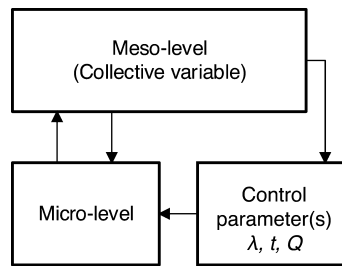 Meso-level
(Collective variable)
Micro-level
Control
parameter(s)
λ, t, Q